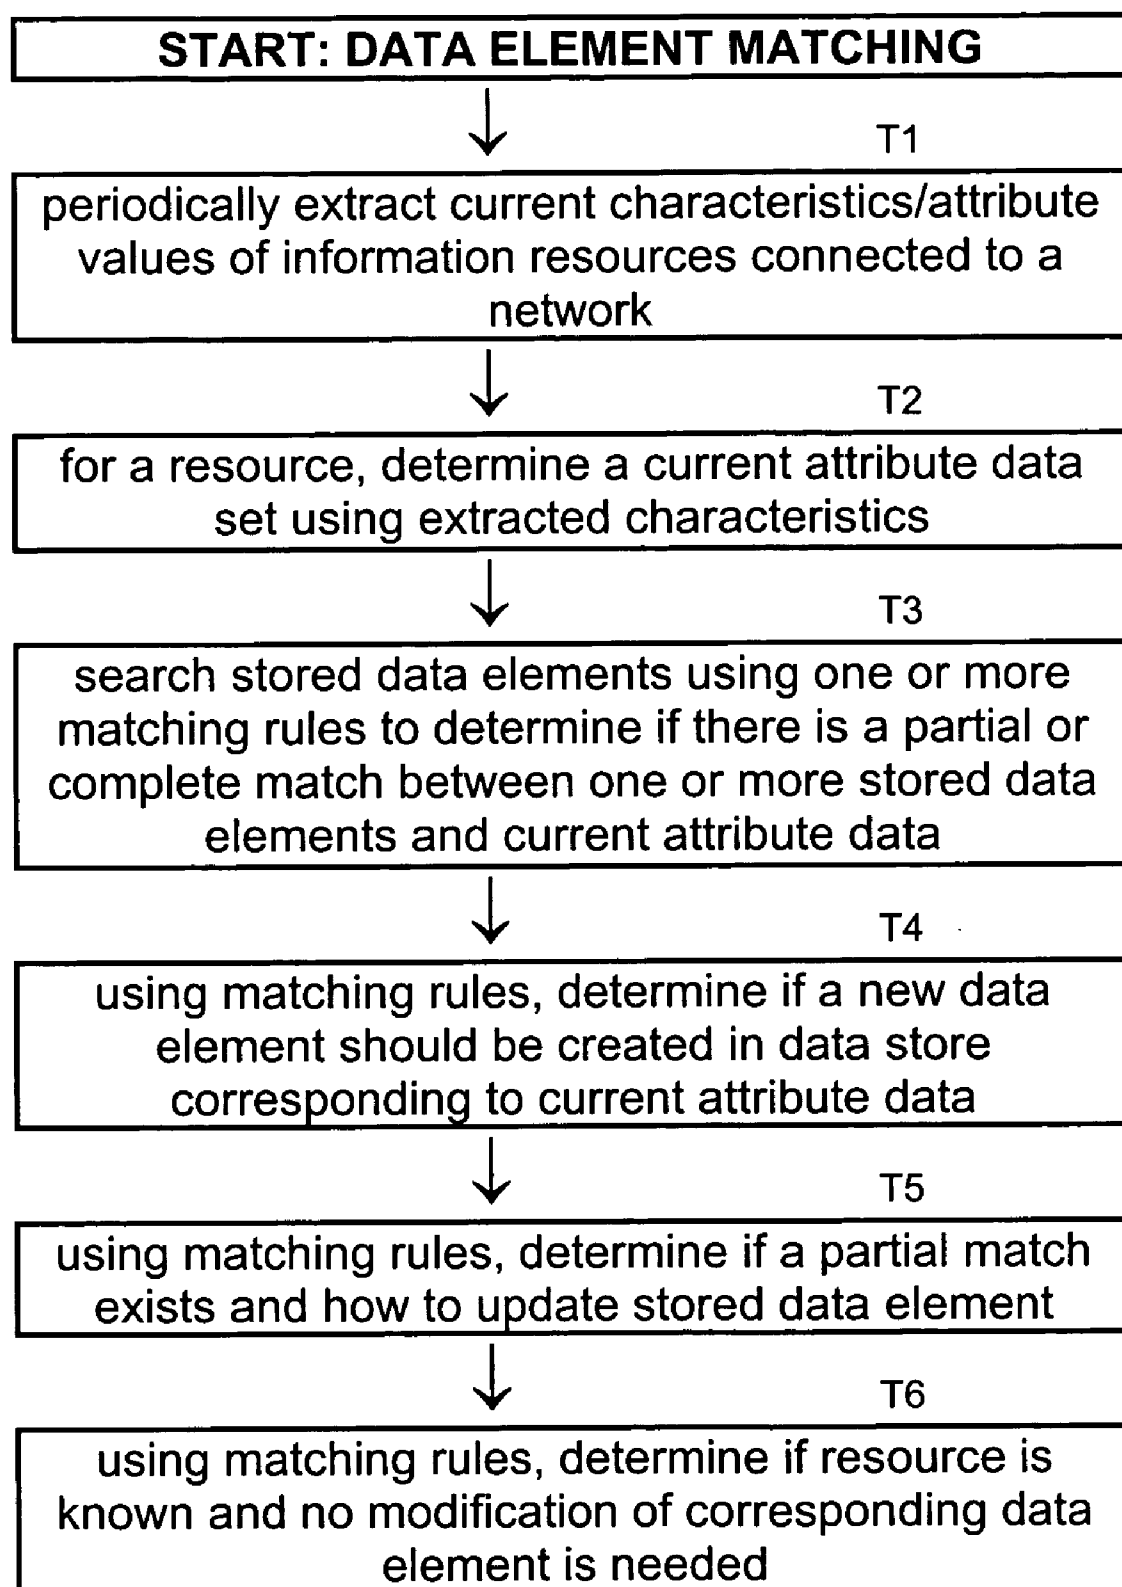 START: DATA ELEMENT MATCHING
T1
periodically extract current characteristics/attribute
values of information resources connected to a
network
T2
for a resource, determine a current attribute data
set using extracted characteristics
T3
search stored data elements using one or more
matching rules to determine if there is a partial or
complete match between one or more stored data
elements and current attribute data
T4
using matching rules, determine if a new data
element should be created in data store
corresponding to current attribute data
T5
using matching rules, determine if a partial match
exists and how to update stored data element
T6
using matching rules, determine if resource is
known and no modification of corresponding data
element is needed